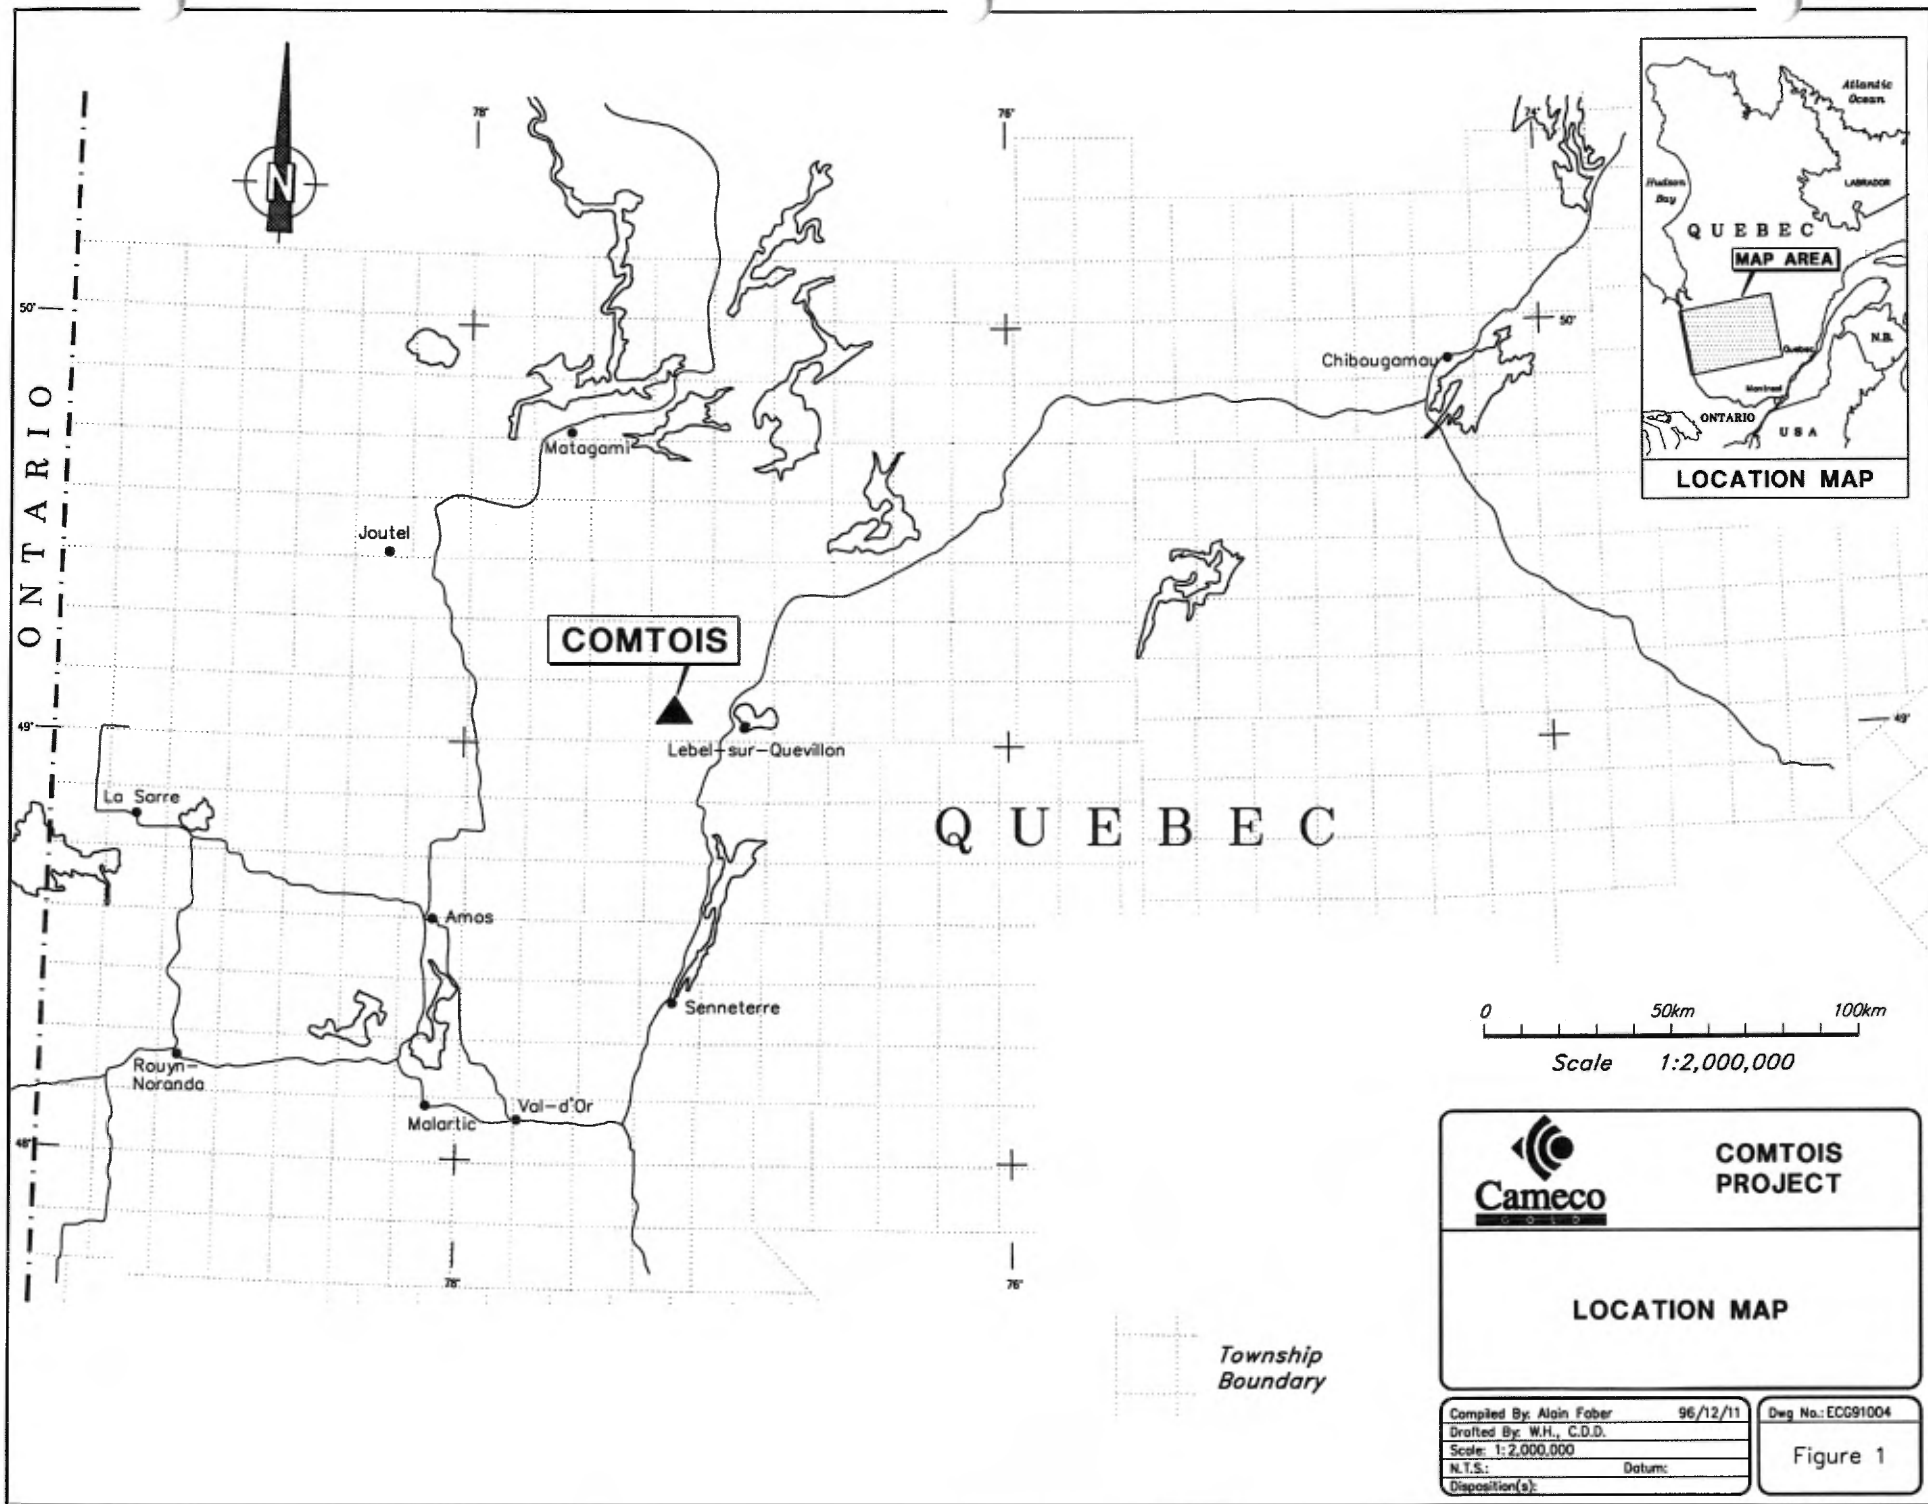 78°
76°
74°
Atlantic
Ocean
Hudson
Bay
LABRADOR
QUEBEC
MAP AREA
Quebec
N.B.
Montreal
ONTARIO
USA
LOCATION MAP
50°
50°
ONTARIO
Chibougamau
Matagami
Joutel
COMTOIS
49°
49°
Lebel-sur-Quevillon
La Sarre
QUEBEC
Amos
Senneterre
0 50km 100km
Scale 1:2,000,000
Rouyn-
Noranda
Malartic
Val-d'Or
48°
78°
76°
Township
Boundary
N
Cameco
GOLD
COMTOIS
PROJECT
LOCATION MAP
Compiled By: Alain Faber 96/12/11
Drafted By: W.H., C.D.D.
Scale: 1:2,000,000
N.T.S.: Datum:
Disposition(s):
Dwg No.: ECG91004
Figure 1